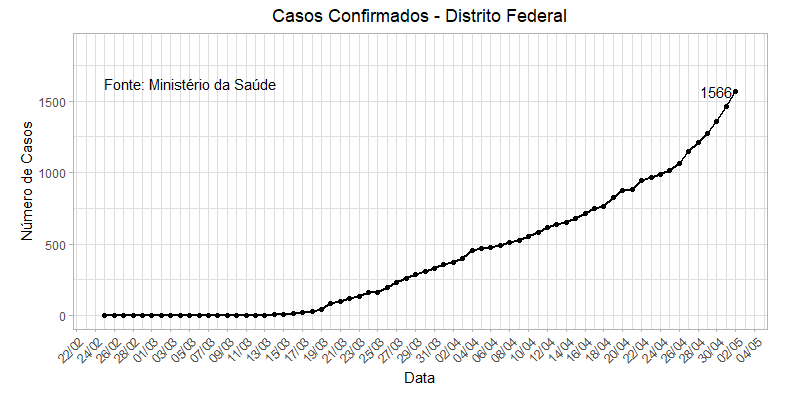 Casos Confirmados - Distrito Federal
Fonte: Ministério da Saúde
1566
1500
1000
500
0
Número de Casos
22/02 24/02 26/02 28/02 01/03 03/03 05/03 07/03 09/03 11/03 13/03 15/03 17/03 19/03 21/03 23/03 25/03 27/03 29/03 31/03 02/04 04/04 06/04 08/04 10/04 12/04 14/04 16/04 18/04 20/04 22/04 24/04 26/04 28/04 30/04 02/05 04/05
Data